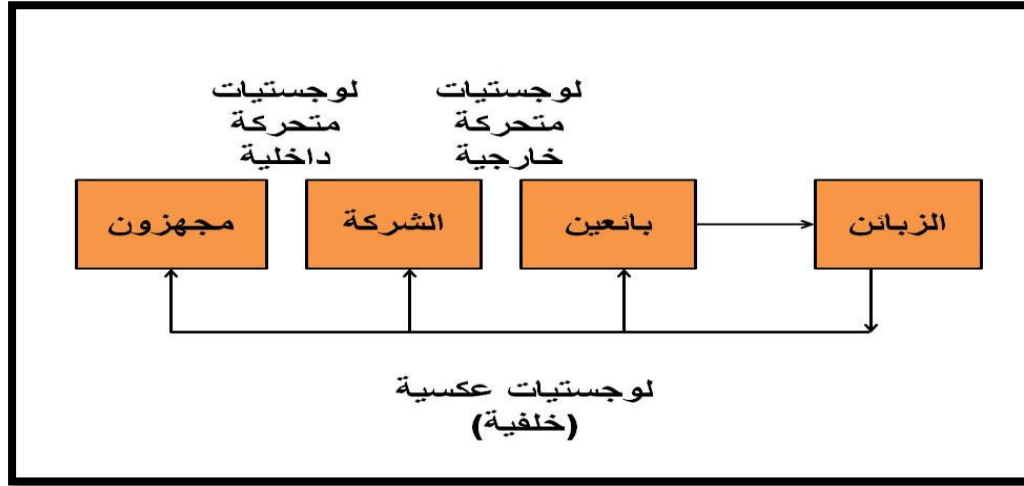 لوجستيات
متحركة
داخلية
لوجستيات
متحركة
خارجية
مجهزون
الشركة
بائعين
الزبائن
لوجستيات عكسية
(خلفية)